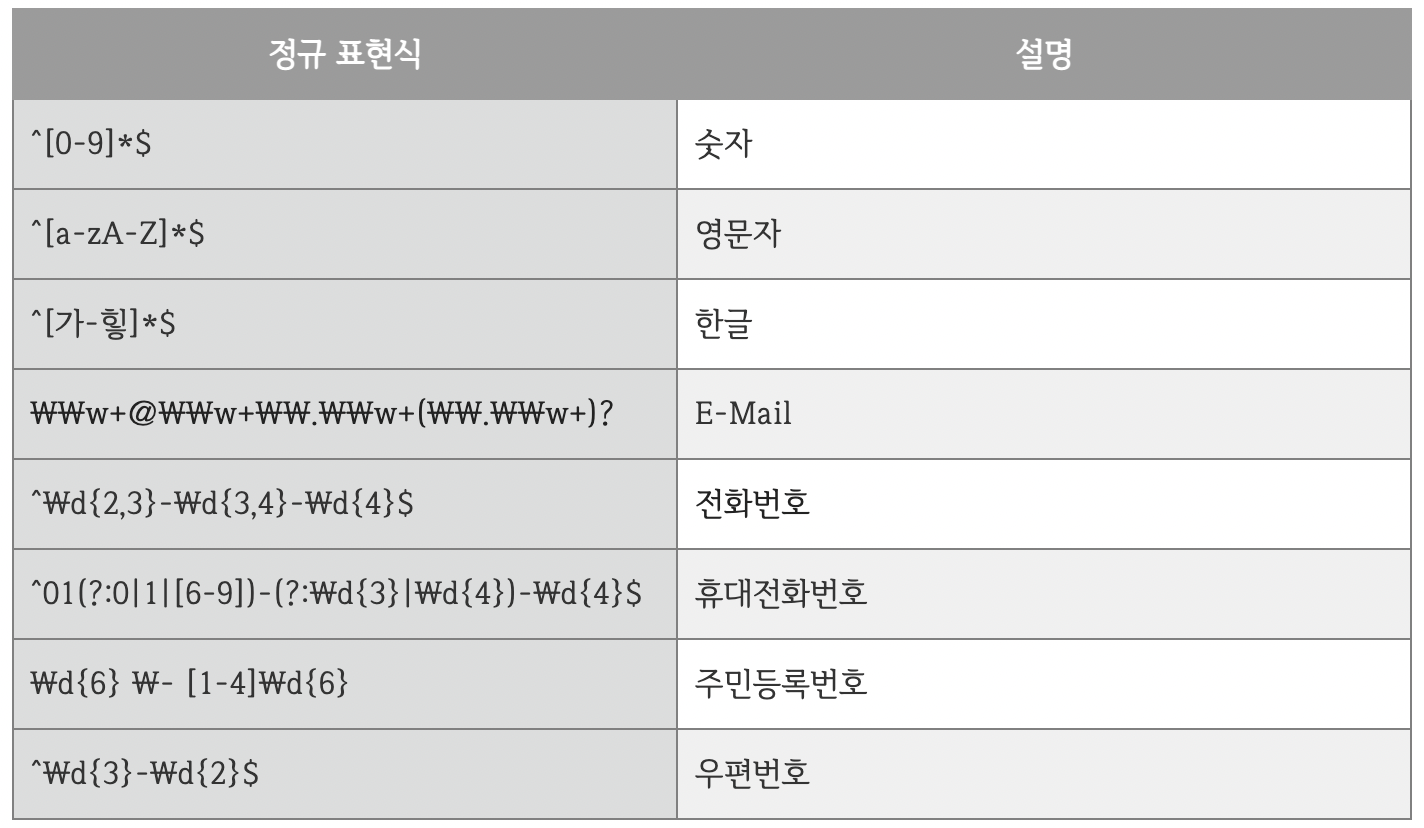 정규 표현식 설명
^[0-9]*$ 숫자
^[a-zA-Z]*$ 영문자
^[가-힣]*$ 한글
₩₩w+@₩₩w+₩₩.₩₩w+(₩₩.₩₩w+)? E-Mail
^₩d{2,3}-₩d{3,4}-₩d{4}$ 전화번호
^01(?:0|1|[6-9])-(?:₩d{3}|₩d{4})-₩d{4}$ 휴대전화번호
₩d{6} ₩- [1-4]₩d{6} 주민등록번호
^₩d{3}-₩d{2}$ 우편번호